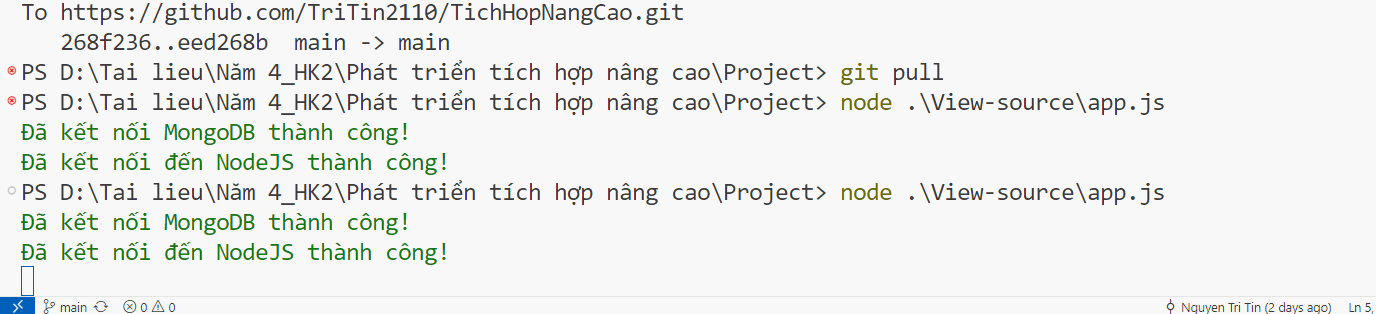 To https://github.com/TriTin2110/TichHopNangCao.git
268f236..eed268b main -> main
PS D:\Tai lieu\Năm 4_HK2\Phát triển tích hợp nâng cao\Project> git pull
PS D:\Tai lieu\Năm 4_HK2\Phát triển tích hợp nâng cao\Project> node .\View-source\app.js
Đã kết nối MongoDB thành công!
Đã kết nối đến NodeJS thành công!
PS D:\Tai lieu\Năm 4_HK2\Phát triển tích hợp nâng cao\Project> node .\View-source\app.js
Đã kết nối MongoDB thành công!
Đã kết nối đến NodeJS thành công!
main 0 0 Nguyen Tri Tin (2 days ago) Ln 5,